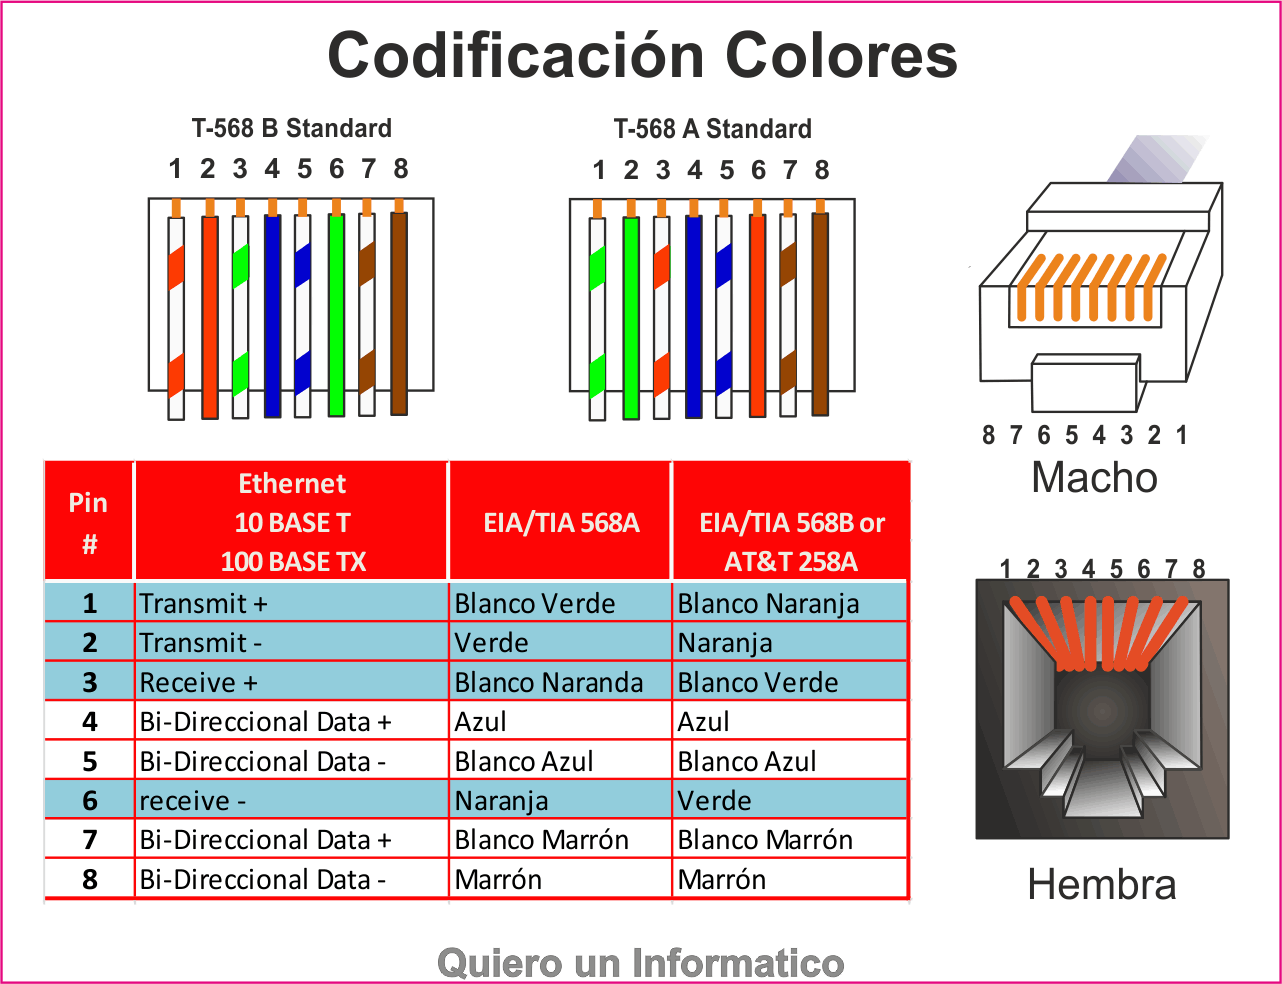 Codificación Colores
T-568 B Standard
1 2 3 4 5 6 7 8
T-568 A Standard
1 2 3 4 5 6 7 8
8 7 6 5 4 3 2 1
Macho
1 2 3 4 5 6 7 8
Hembra
Pin
#
Ethernet
10 BASE T
100 BASE TX
EIA/TIA 568A
EIA/TIA 568B or
AT&T 258A
1 Transmit + Blanco Verde Blanco Naranja
2 Transmit - Verde Naranja
3 Receive + Blanco Naranda Blanco Verde
4 Bi-Direccional Data + Azul Azul
5 Bi-Direccional Data - Blanco Azul Blanco Azul
6 receive - Naranja Verde
7 Bi-Direccional Data + Blanco Marrón Blanco Marrón
8 Bi-Direccional Data - Marrón Marrón
Quiero un Informatico